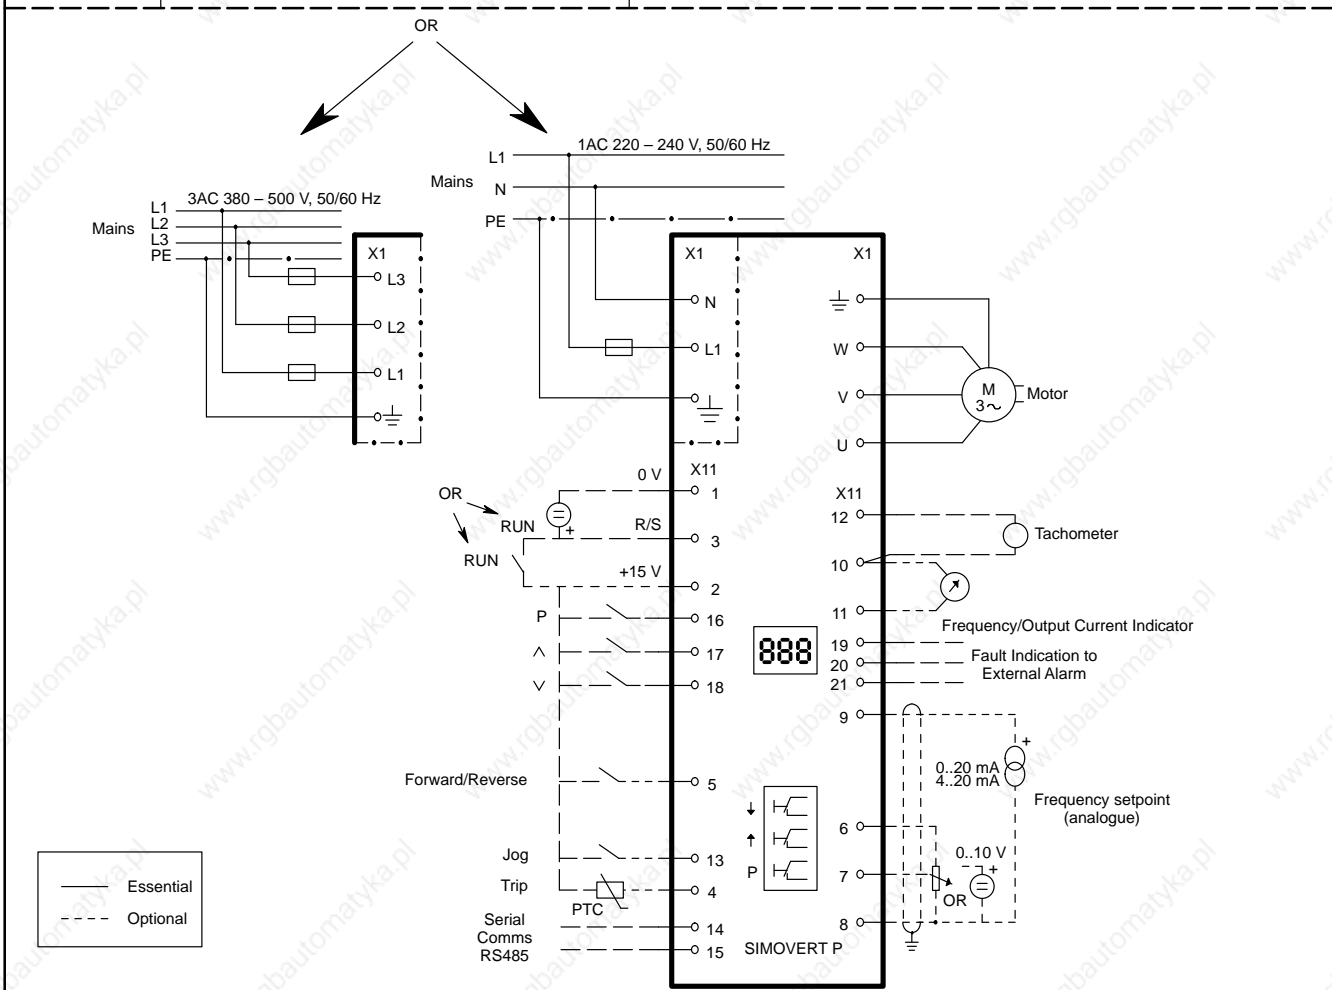 OR
3AC 380 – 500 V, 50/60 Hz
Mains
L1
L2
L3
PE
X1
L3
L2
L1
1AC 220 – 240 V, 50/60 Hz
Mains
L1
N
PE
X1
X1
N
L1
W
V
U
M
3
Motor
X11
0 V
1
OR
RUN
+
R/S
3
RUN
+15 V
2
P
16
17
18
Forward/Reverse
5
Jog
13
Trip
PTC
4
Serial
Comms
RS485
14
15
888
P
SIMOVERT P
X11
12
Tachometer
10
11
Frequency/Output Current Indicator
19
20
21
Fault Indication to
External Alarm
9
+
0..20 mA
4..20 mA
Frequency setpoint
(analogue)
6
0..10 V
+
7
OR
8
Essential
Optional
www.rgbautomatyka.pl